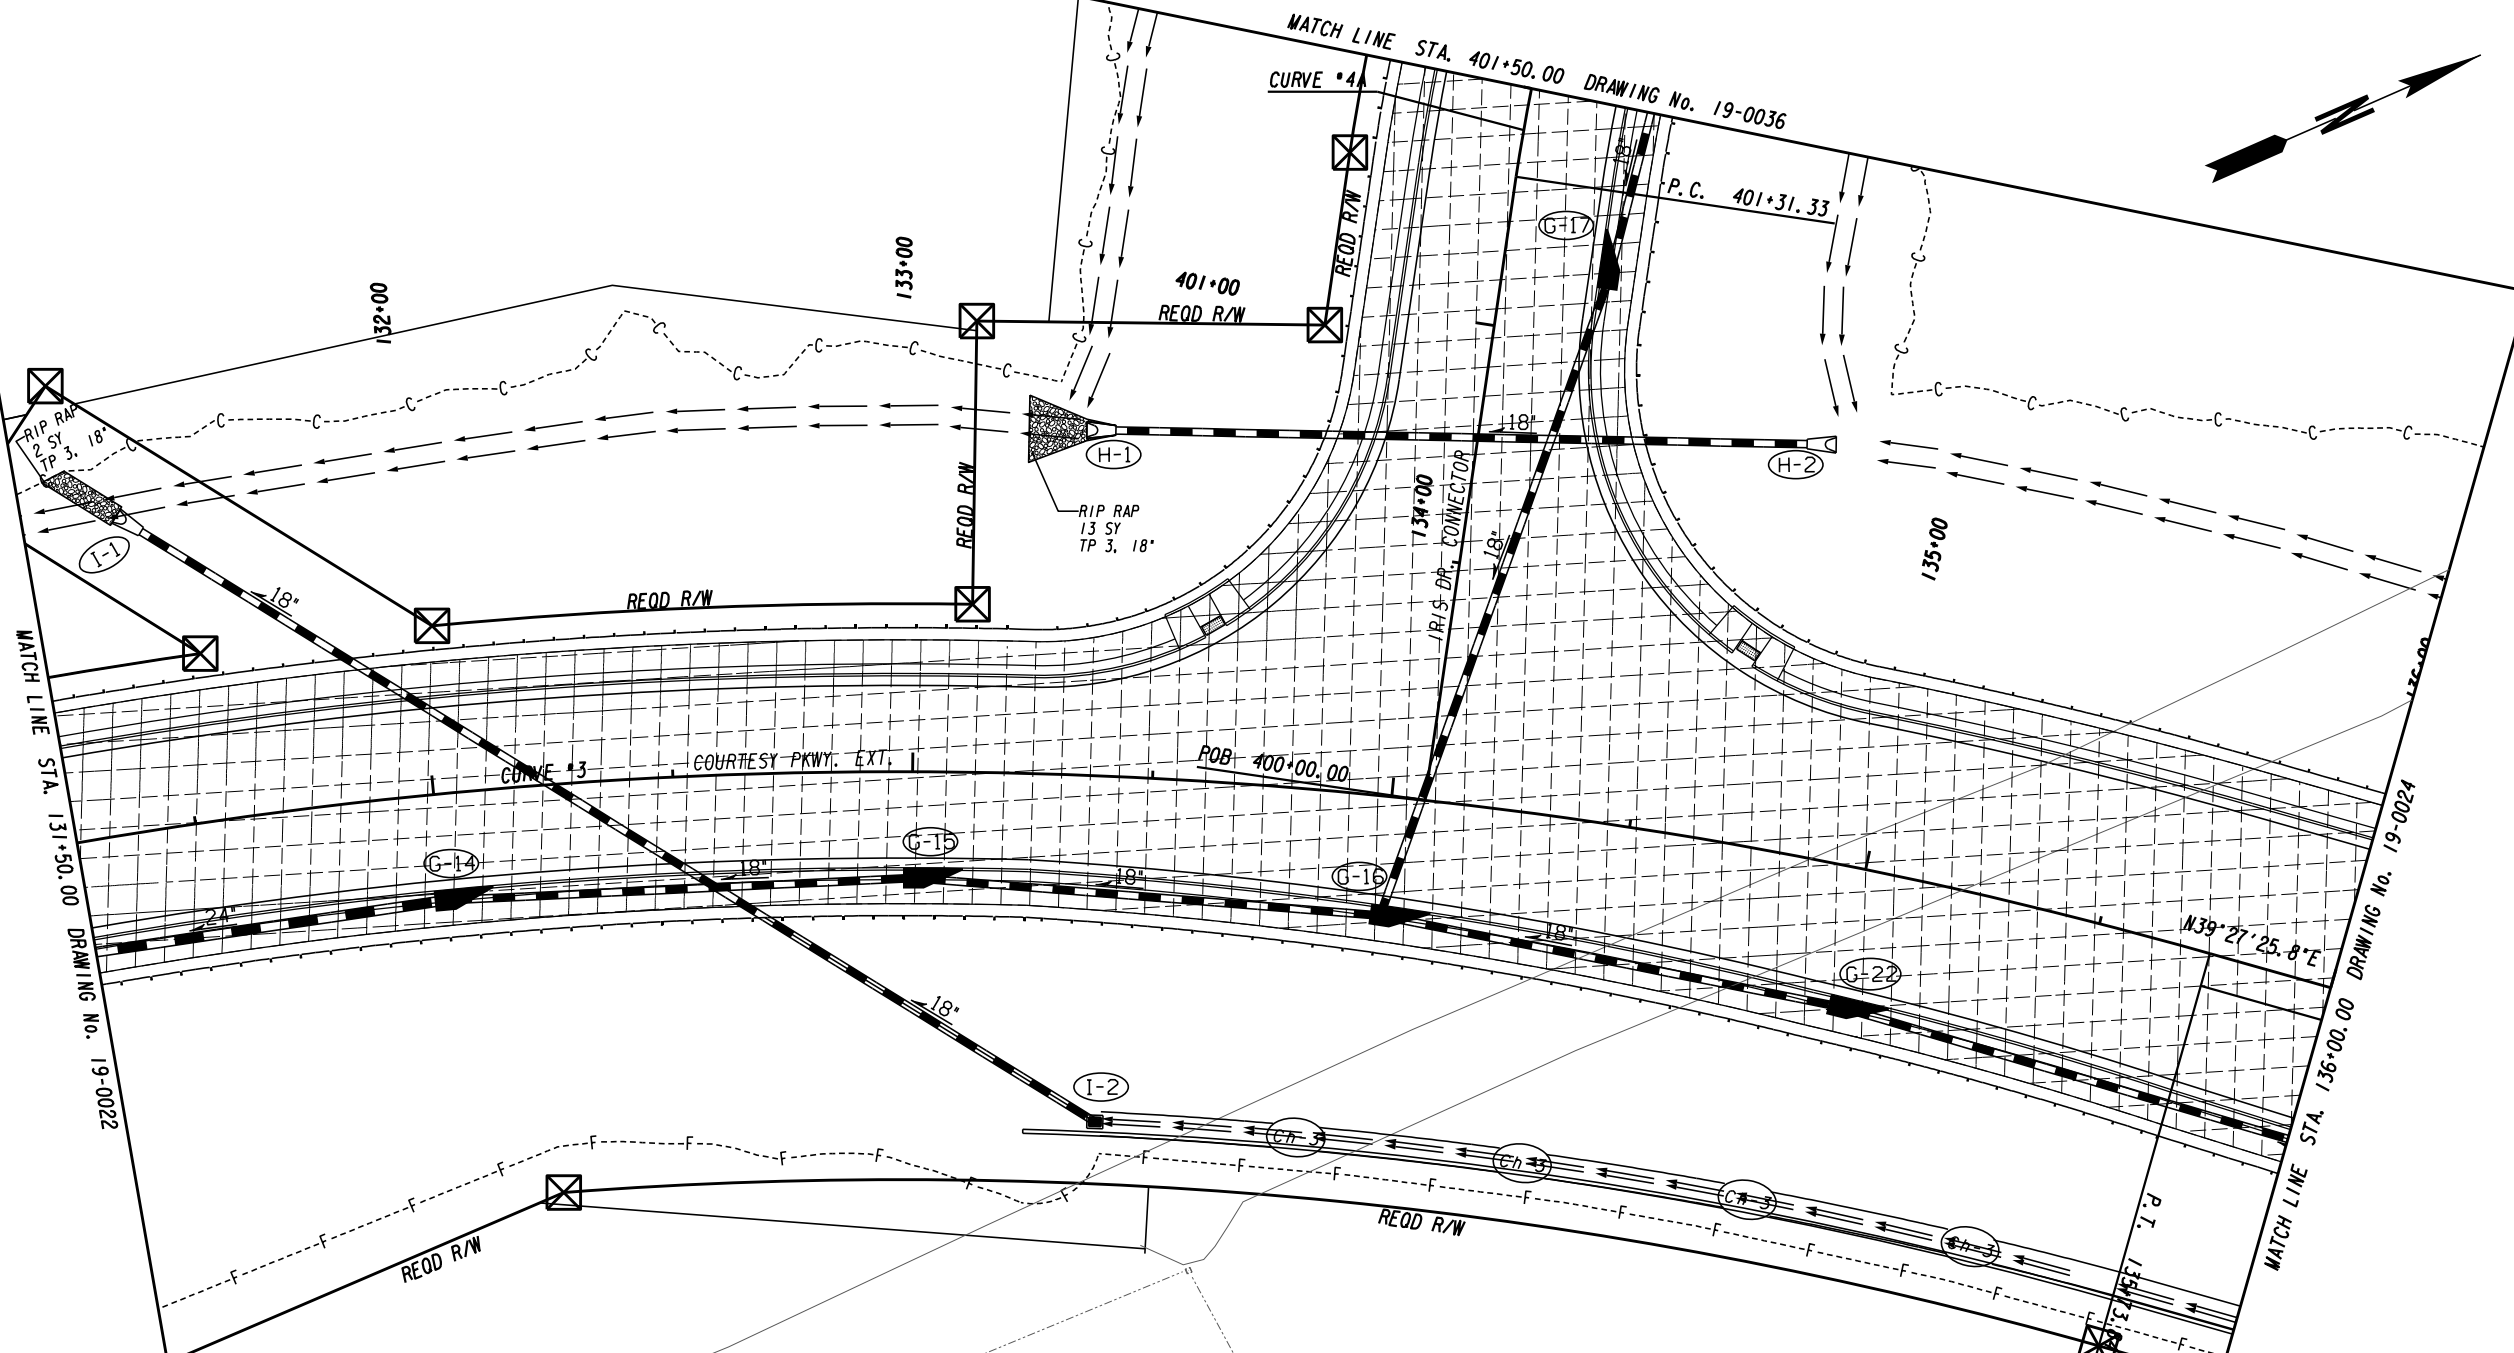 MATCH LINE STA. 401+50.00 DRAWING No. 19-0036
CURVE #4A
N
18"
P.C. 401+31.33
G-17
REQD R/W
133+00
132+00
401+00
REQD R/W
C C C C C C C C C C C C C C
C C C C C C C C
RIP RAP
2 SY
TP 3, 18"
I-1
H-1
18"
H-2
RIP RAP
13 SY
TP 3, 18"
REQD R/W
134+00
IRIS DR. CONNECTOR
18"
135+00
136+00
18"
REQD R/W
MATCH LINE STA. 131+50.00 DRAWING No. 19-0022
CURVE #3
COURTESY PKWY. EXT.
POB 400+00.00
G-14
G-15
G-16
24"
18"
18"
18"
G-22
N39°27'25.8"E
MATCH LINE STA. 136+00.00 DRAWING No. 19-0024
18"
I-2
Ch-3
Ch-3
Ch-3
Ch-3
F F F F F F F F F F F F F F F F F F F F F
REQD R/W
REQD R/W
P.T.